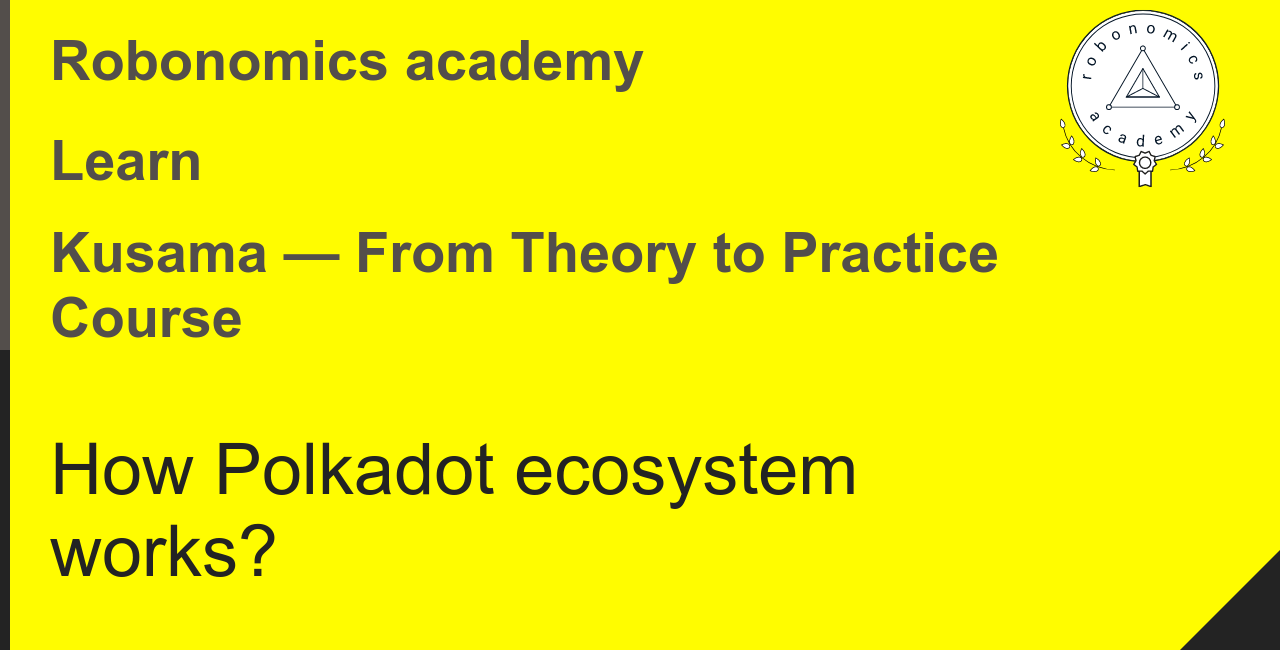 Robonomics academy
Learn
Kusama — From Theory to Practice
Course
How Polkadot ecosystem
works?
robonomics
academy